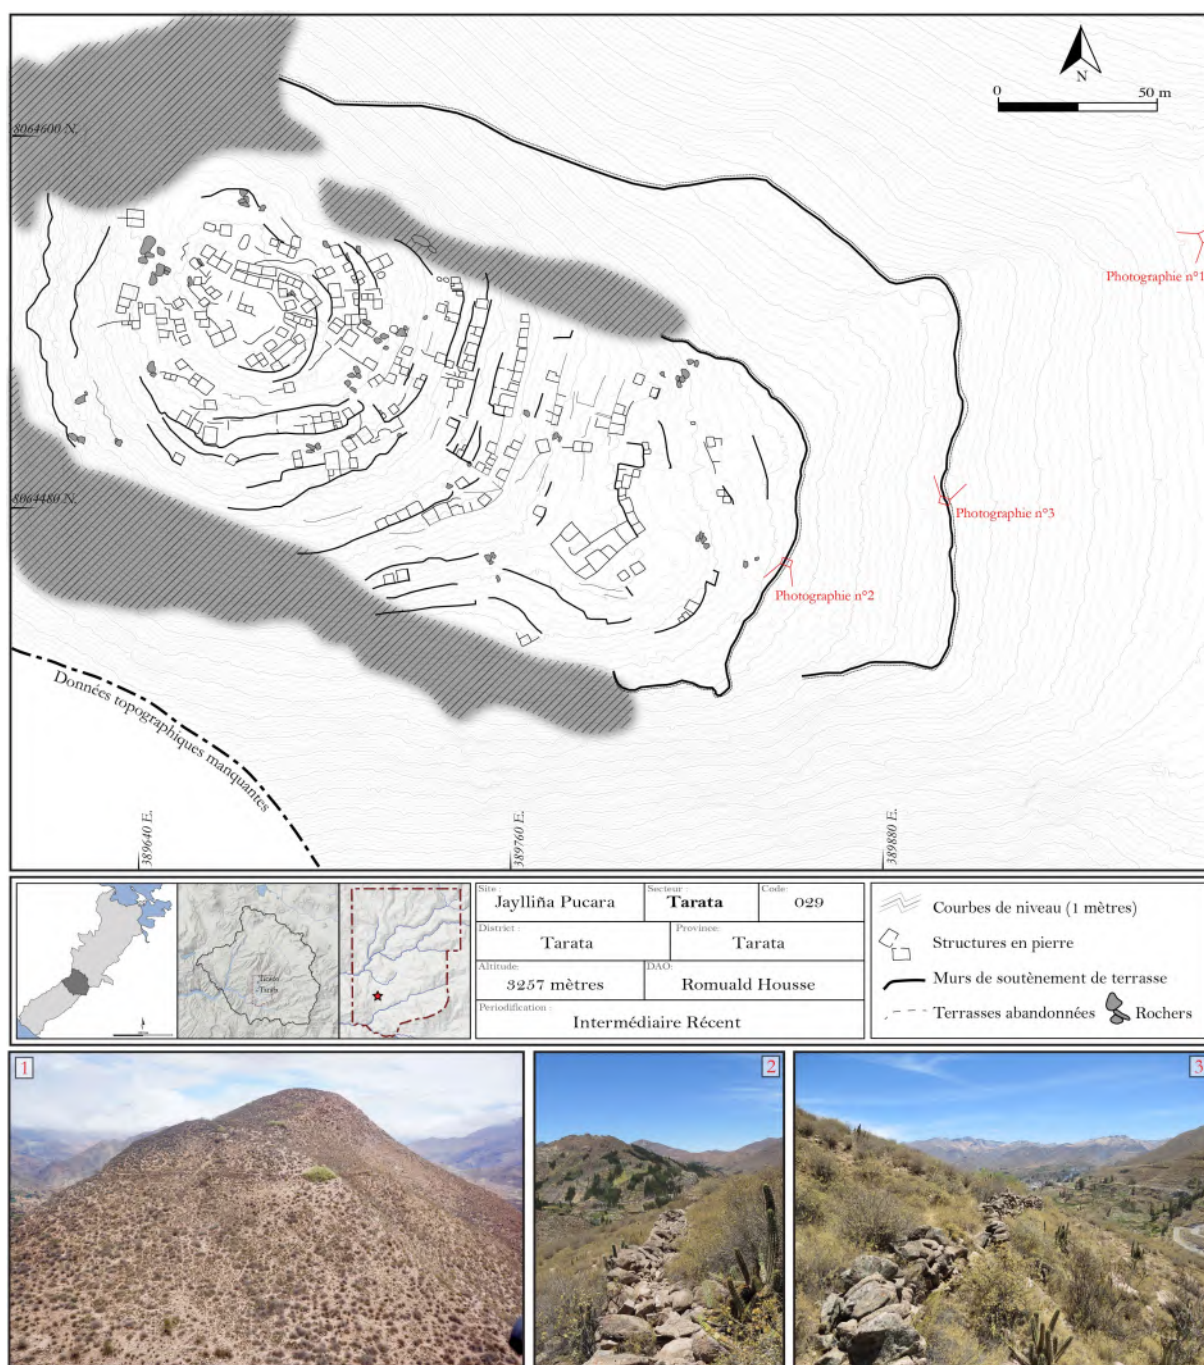 N
0 50 m
8064600 N.
Photographie n°1
8064480 N.
Photographie n°3
Photographie n°2
Données topographiques manquantes
389640 E.
389760 E.
389880 E.
Site :
Jaylliña Pucara
Secteur :
Tarata
Code:
029
District :
Tarata
Province:
Tarata
Altitude:
3257 mètres
DAO:
Romuald Housse
Periodification :
Intermédiaire Récent
Courbes de niveau (1 mètres)
Structures en pierre
Murs de soutènement de terrasse
Terrasses abandonnées
Rochers
1
2
3